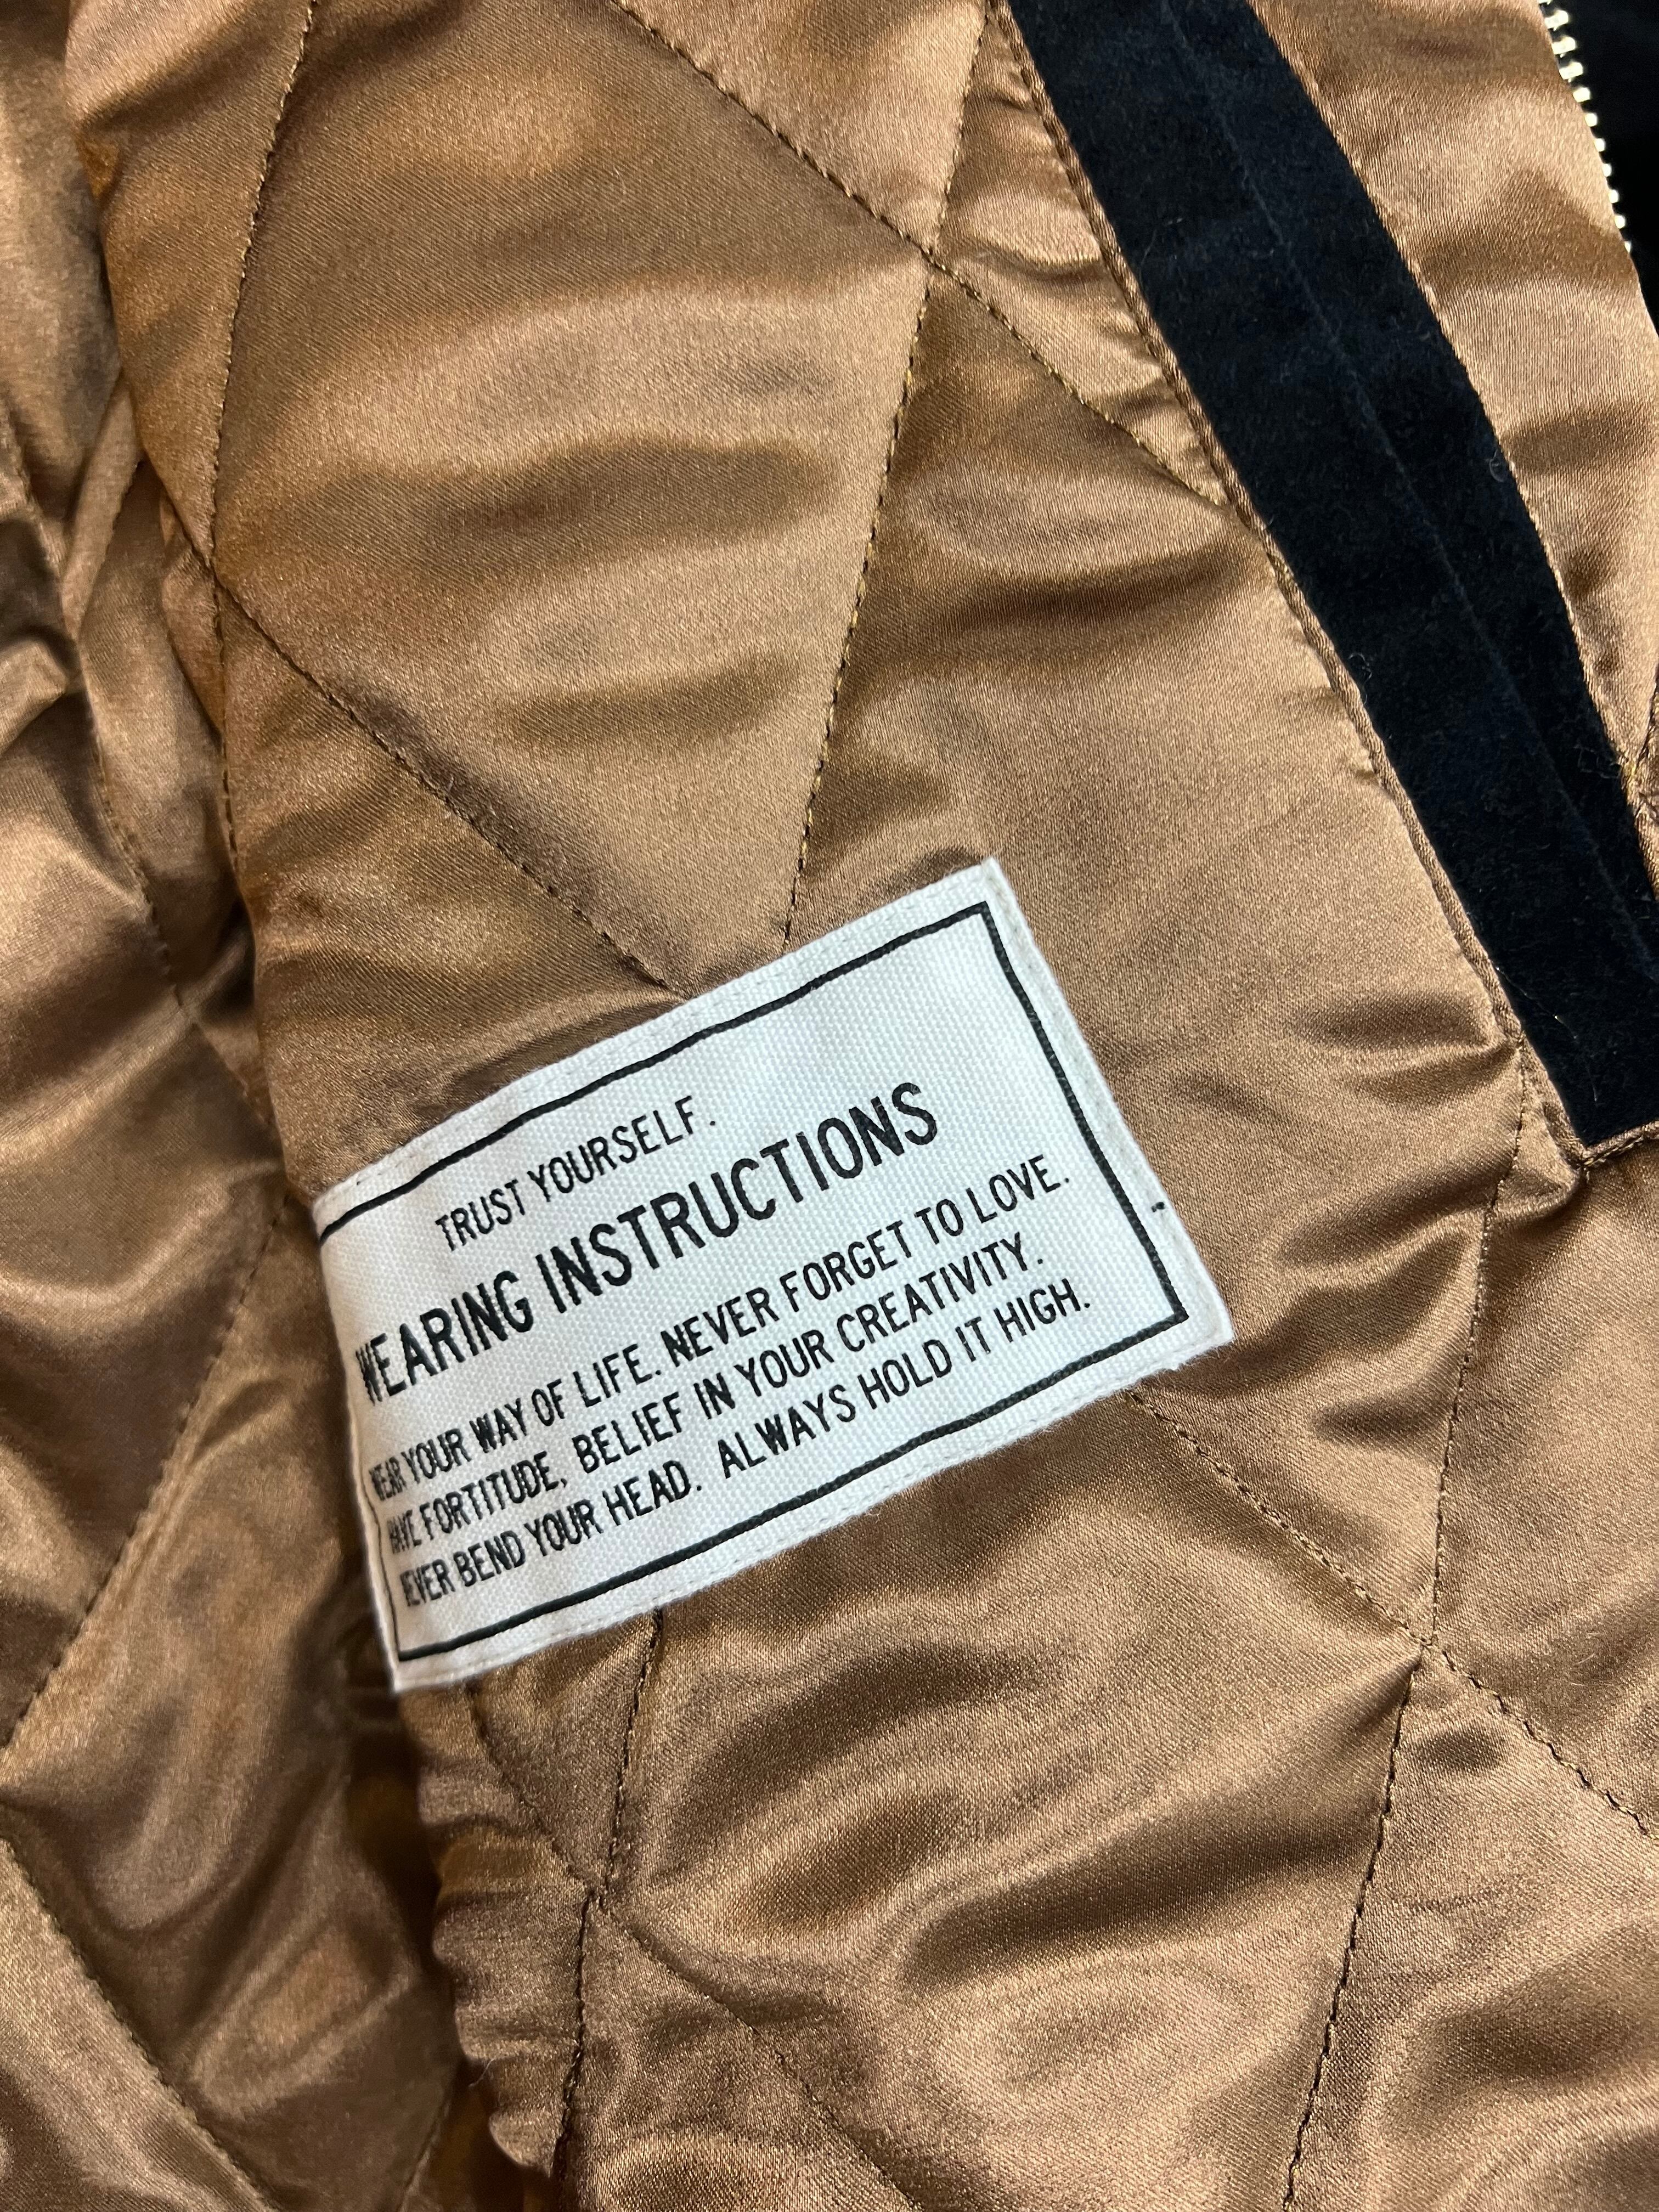 TRUST YOURSELF.
WEARING INSTRUCTIONS
WEAR YOUR WAY OF LIFE. NEVER FORGET TO LOVE.
HAVE FORTITUDE, BELIEF IN YOUR CREATIVITY.
NEVER BEND YOUR HEAD. ALWAYS HOLD IT HIGH.